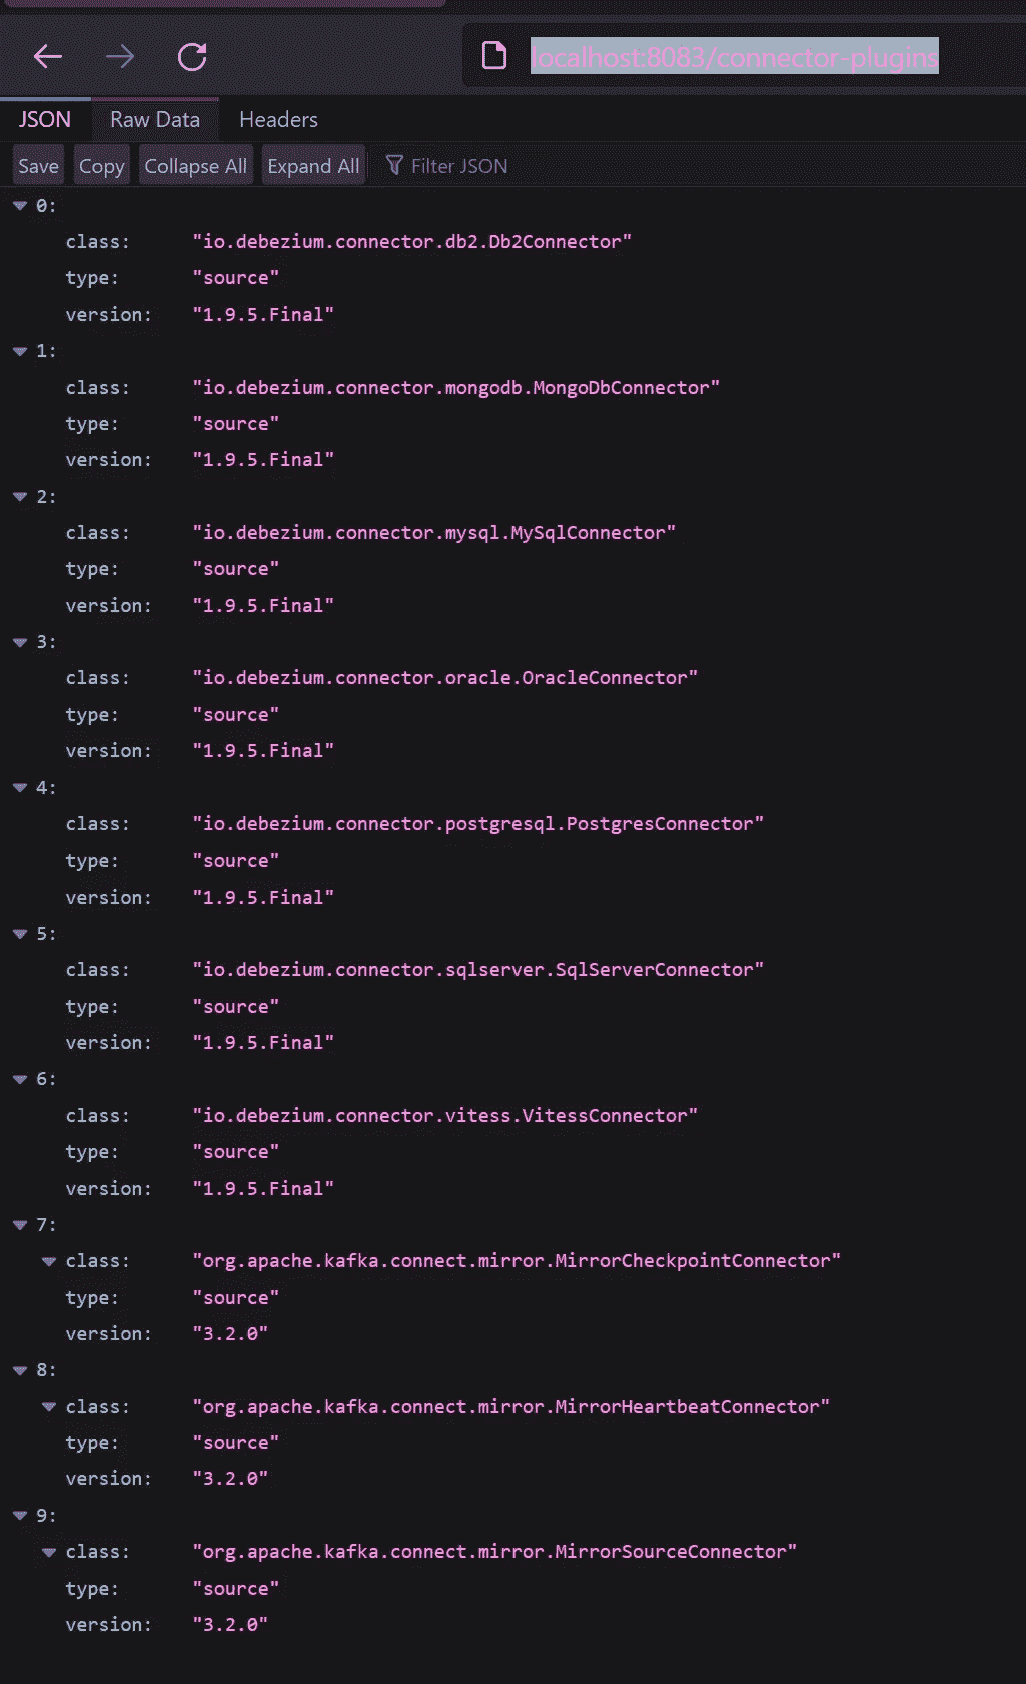 localhost:8083/connector-plugins
JSON Raw Data Headers
Save Copy Collapse All Expand All Filter JSON
0:
class: "io.debezium.connector.db2.Db2Connector"
type: "source"
version: "1.9.5.Final"
1:
class: "io.debezium.connector.mongodb.MongoDbConnector"
type: "source"
version: "1.9.5.Final"
2:
class: "io.debezium.connector.mysql.MySqlConnector"
type: "source"
version: "1.9.5.Final"
3:
class: "io.debezium.connector.oracle.OracleConnector"
type: "source"
version: "1.9.5.Final"
4:
class: "io.debezium.connector.postgresql.PostgresConnector"
type: "source"
version: "1.9.5.Final"
5:
class: "io.debezium.connector.sqlserver.SqlServerConnector"
type: "source"
version: "1.9.5.Final"
6:
class: "io.debezium.connector.vitess.VitessConnector"
type: "source"
version: "1.9.5.Final"
7:
class: "org.apache.kafka.connect.mirror.MirrorCheckpointConnector"
type: "source"
version: "3.2.0"
8:
class: "org.apache.kafka.connect.mirror.MirrorHeartbeatConnector"
type: "source"
version: "3.2.0"
9:
class: "org.apache.kafka.connect.mirror.MirrorSourceConnector"
type: "source"
version: "3.2.0"